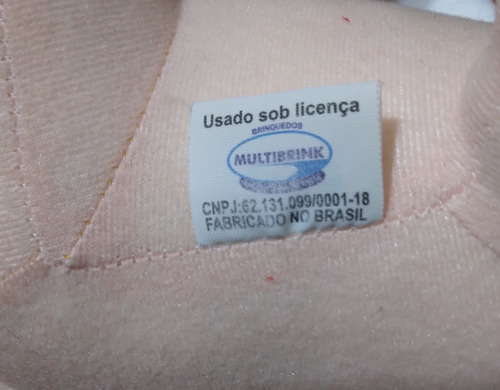 Usado sob licença
BRINQUEDOS
MULTIBRINK
CNPJ:62.131.099/0001-18
FABRICADO NO BRASIL